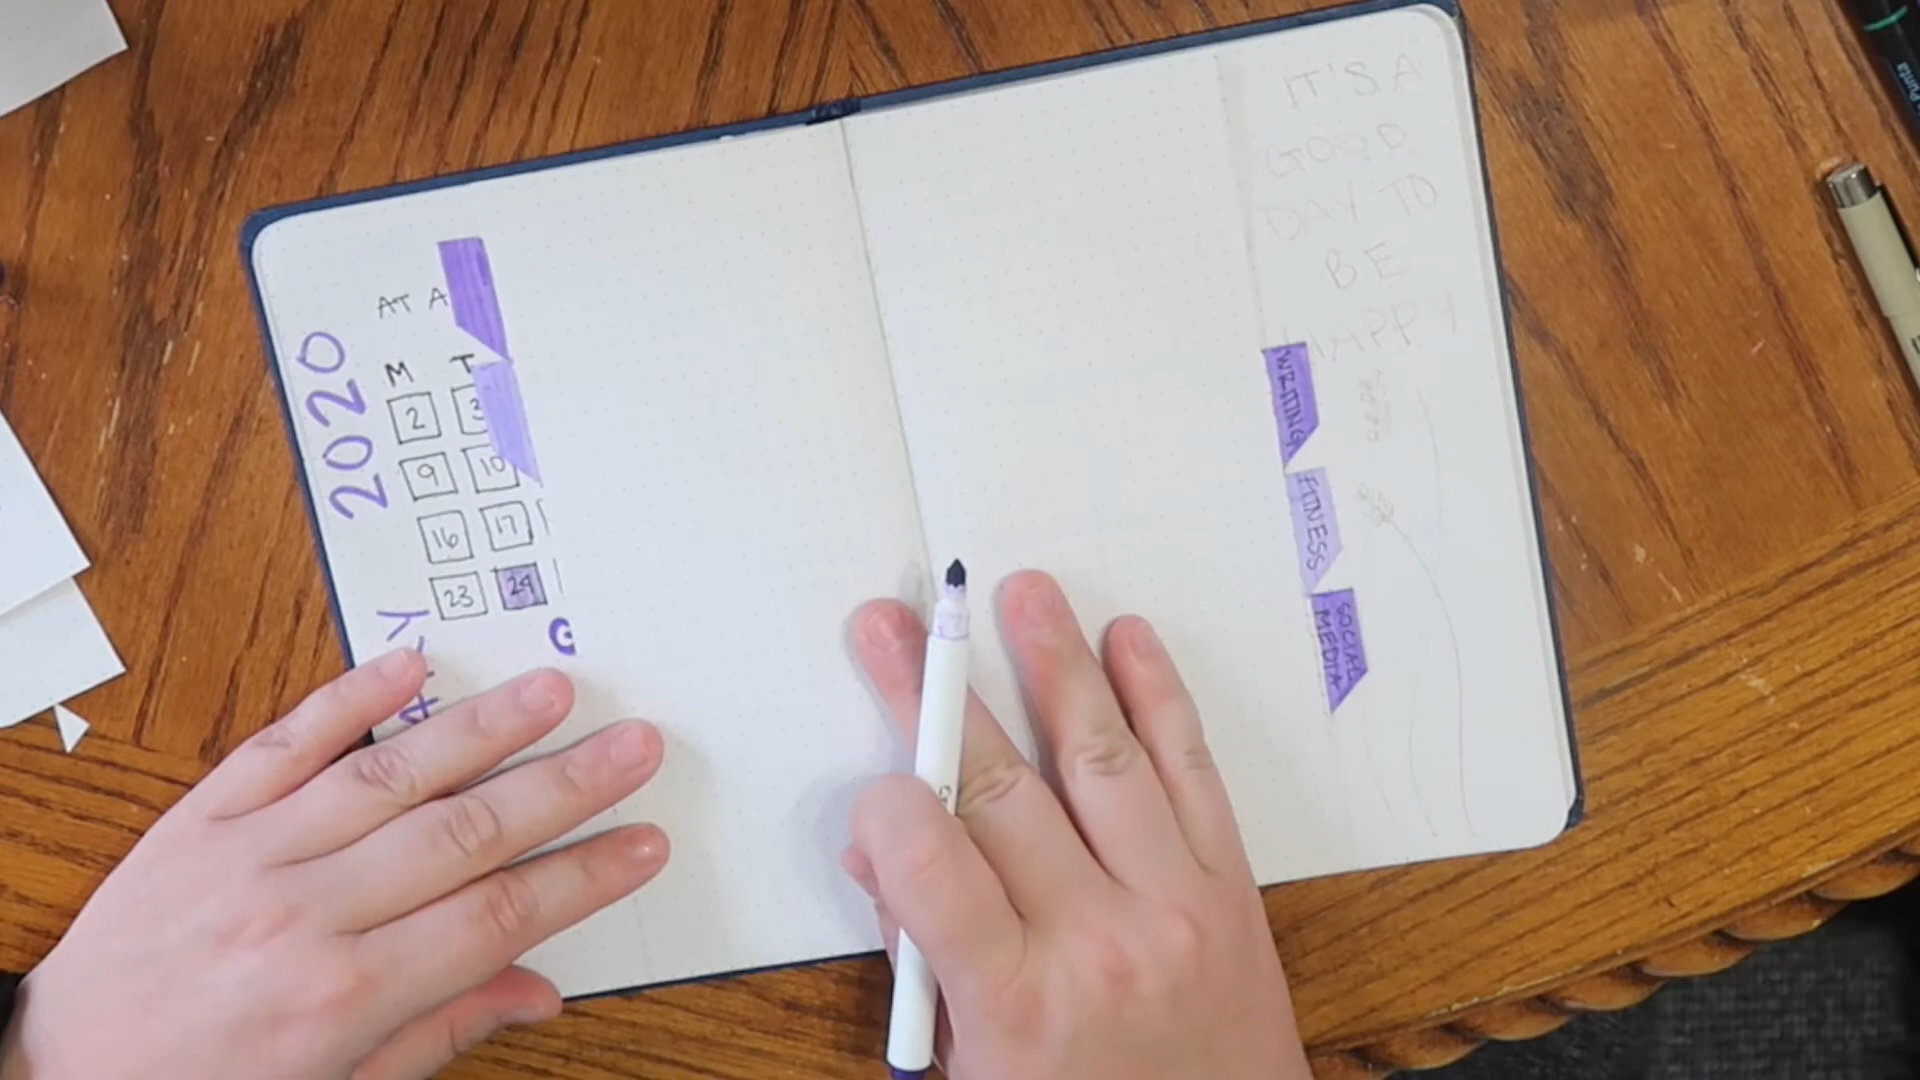 2020
AT A
M T
2 3
9 10
16 17
23 24
G
IT'S A
GOOD
DAY TO
BE
HAPPY
WRITING
FITNESS
SOCIAL
MEDIA